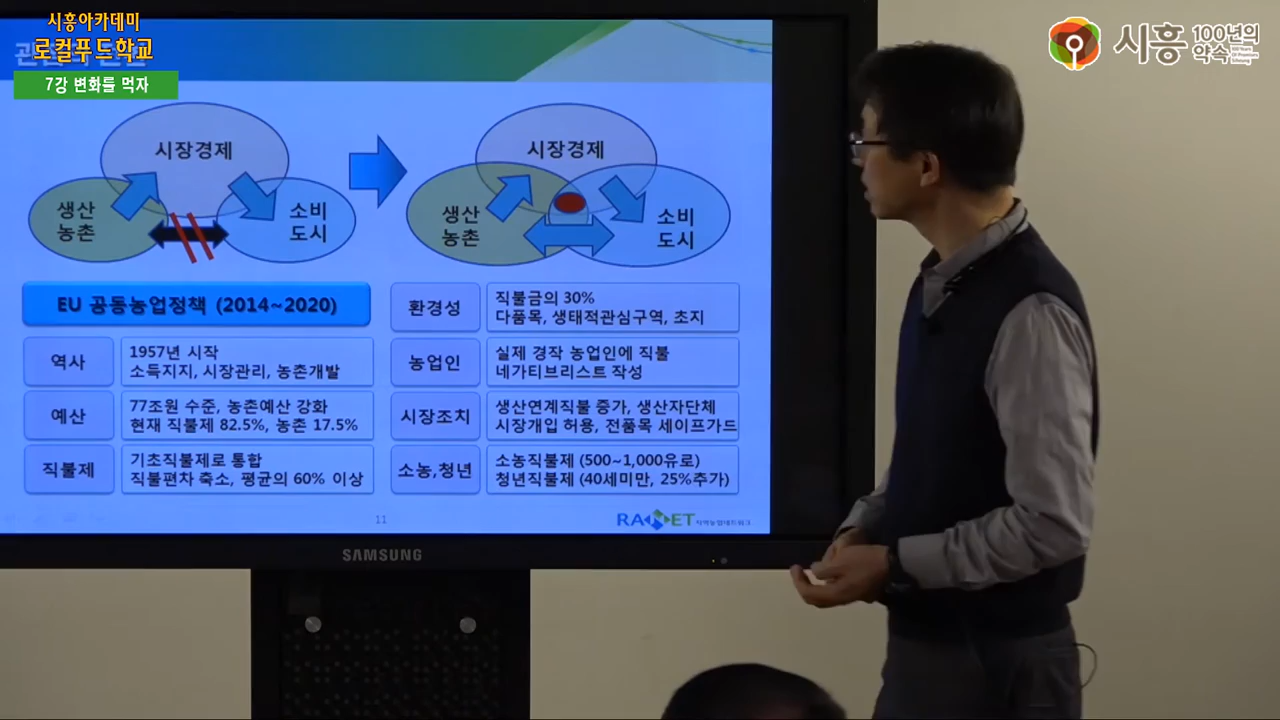 시흥아카데미
로컬푸드학교
7강 변화를 먹자
시흥 100년의 약속
시장경제
생산
농촌
소비
도시
시장경제
생산
농촌
소비
도시
EU 공동농업정책 (2014~2020)
역사
1957년 시작
소득지지, 시장관리, 농촌개발
예산
77조원 수준, 농촌예산 강화
현재 직불제 82.5%, 농촌 17.5%
직불제
기초직불제로 통합
직불편차 축소, 평균의 60% 이상
환경성
직불금의 30%
다품목, 생태적관심구역, 초지
농업인
실제 경작 농업인에 직불
네가티브리스트 작성
시장조치
생산연계직불 증가, 생산자단체
시장개입 허용, 전품목 세이프가드
소농,청년
소농직불제 (500~1,000유로)
청년직불제 (40세미만, 25%추가)
11
지역농업네트워크
SAMSUNG